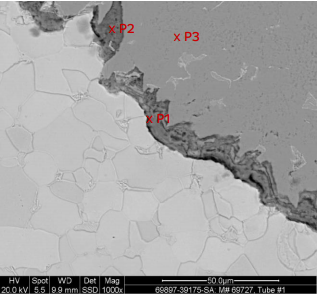 x P2
x P3
x P1
HV Spot WD Det Mag
20.0 kV 5.5 9.9 mm SSD 1000x
50.0µm
69897-39175-SA; M# 69727, Tube #1